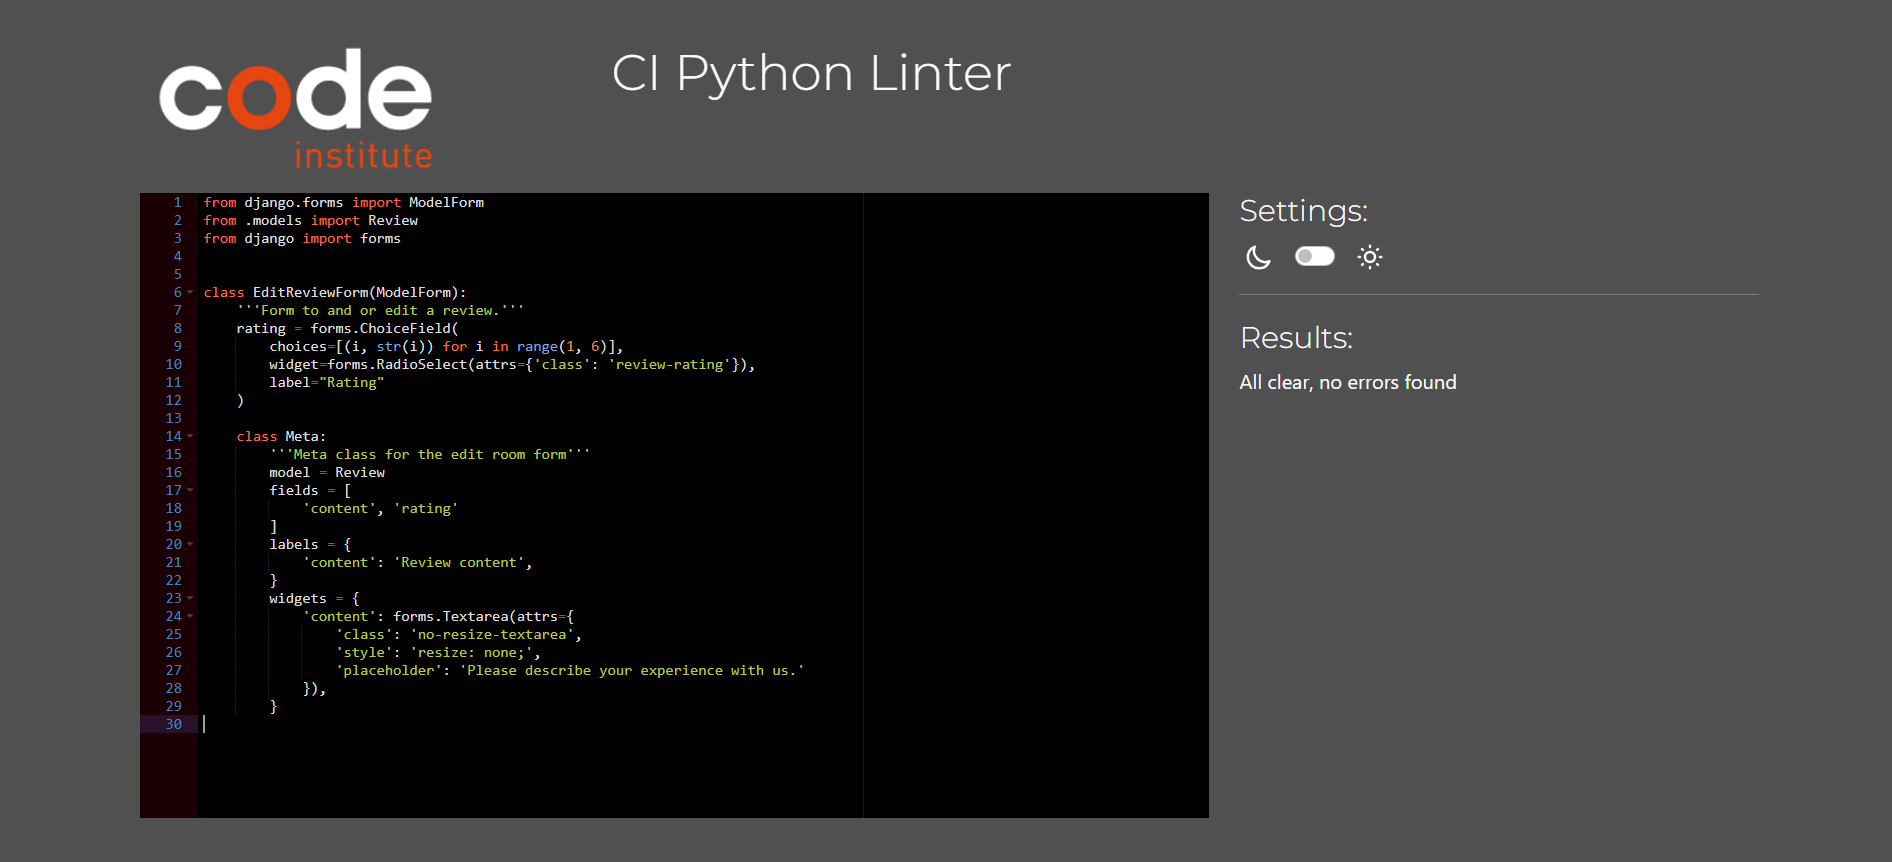 code
institute
CI Python Linter
1 from django.forms import ModelForm
2 from .models import Review
3 from django import forms
4
5
6 class EditReviewForm(ModelForm):
7     '''Form to and or edit a review.'''
8     rating = forms.ChoiceField(
9         choices=[(i, str(i)) for i in range(1, 6)],
10         widget=forms.RadioSelect(attrs={'class': 'review-rating'}),
11         label="Rating"
12     )
13
14     class Meta:
15         '''Meta class for the edit room form'''
16         model = Review
17         fields = [
18             'content', 'rating'
19         ]
20         labels = {
21             'content': 'Review content',
22         }
23         widgets = {
24             'content': forms.Textarea(attrs={
25                 'class': 'no-resize-textarea',
26                 'style': 'resize: none;',
27                 'placeholder': 'Please describe your experience with us.'
28             }),
29         }
30
Settings:
Results:
All clear, no errors found